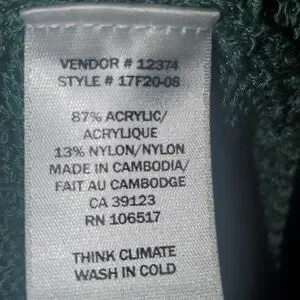 VENDOR # 12374
STYLE # 17F20-08
87% ACRYLIC/
ACRYLIQUE
13% NYLON/NYLON
MADE IN CAMBODIA/
FAIT AU CAMBODGE
CA 39123
RN 106517
THINK CLIMATE
WASH IN COLD